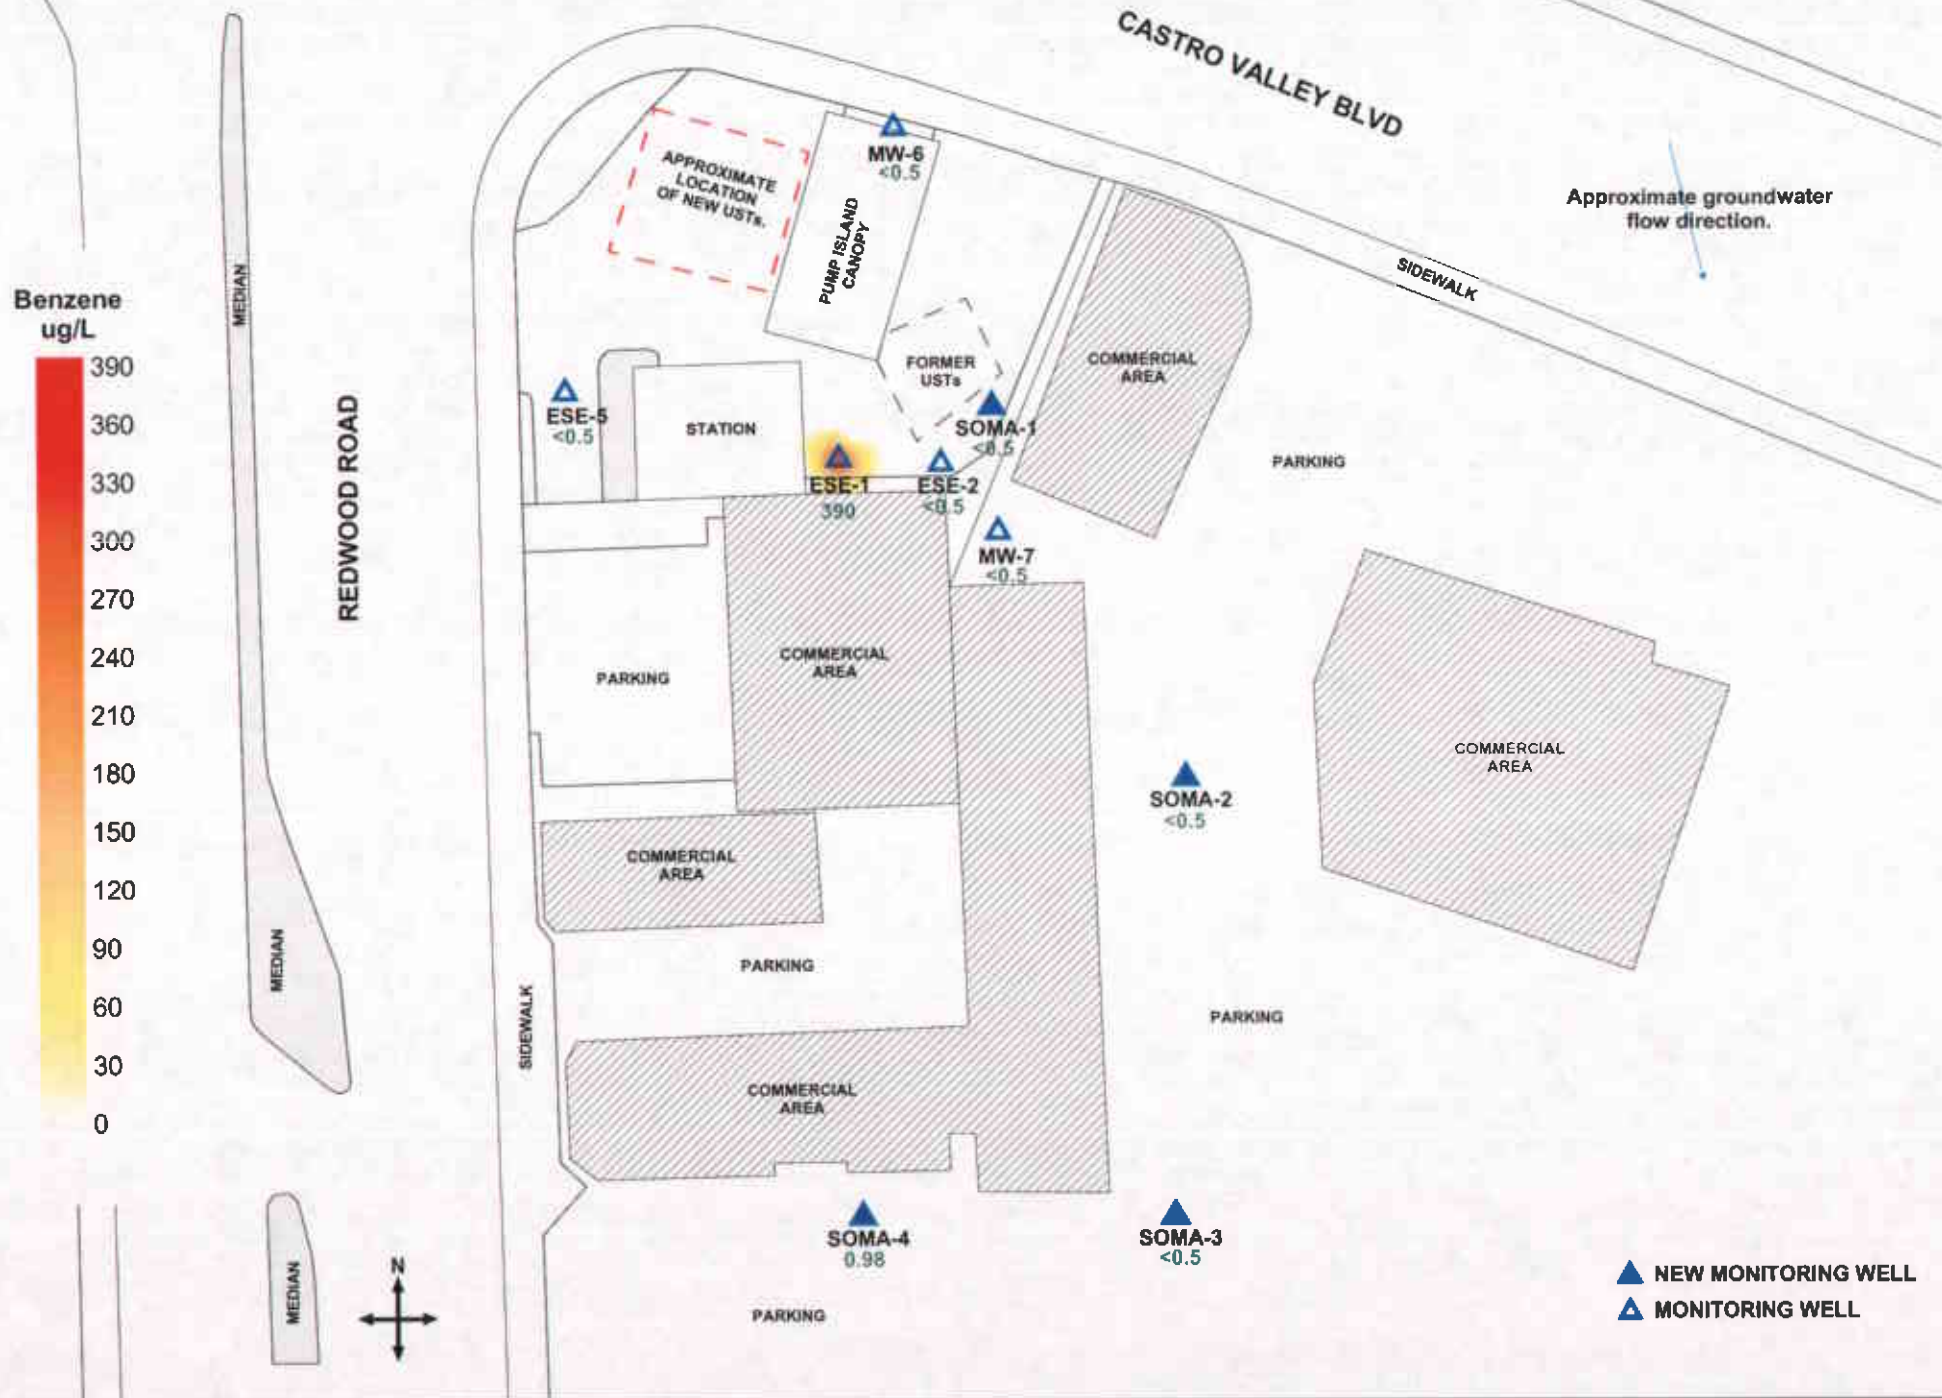 CASTRO VALLEY BLVD
MW-6
<0.5
APPROXIMATE
LOCATION
OF NEW USTs.
Approximate groundwater
flow direction.
PUMP ISLAND
CANOPY
SIDEWALK
MEDIAN
Benzene
ug/L
390
360
330
300
270
240
210
180
150
120
90
60
30
0
REDWOOD ROAD
FORMER
USTs
COMMERCIAL
AREA
ESE-5
<0.5
STATION
SOMA-1
<0.5
PARKING
ESE-1
390
ESE-2
<0.5
MW-7
<0.5
COMMERCIAL
AREA
PARKING
COMMERCIAL
AREA
SOMA-2
<0.5
COMMERCIAL
AREA
MEDIAN
PARKING
SIDEWALK
PARKING
COMMERCIAL
AREA
SOMA-4
0.98
SOMA-3
<0.5
N
MEDIAN
PARKING
NEW MONITORING WELL
MONITORING WELL